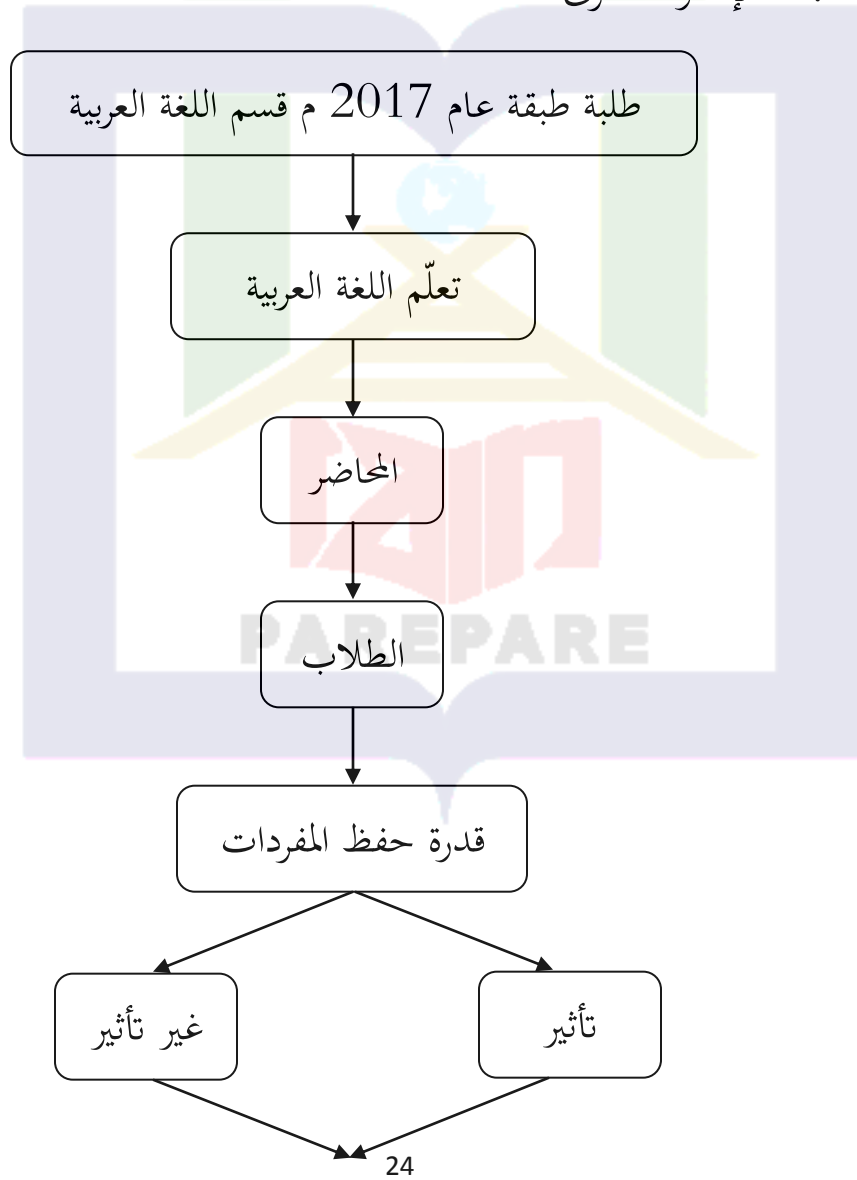 طلبة طبقة عام 2017 م قسم اللغة العربية
تعلّم اللغة العربية
المحاضر
الطلاب
PAREPARE
قدرة حفظ المفردات
تأثير
غير تأثير
24